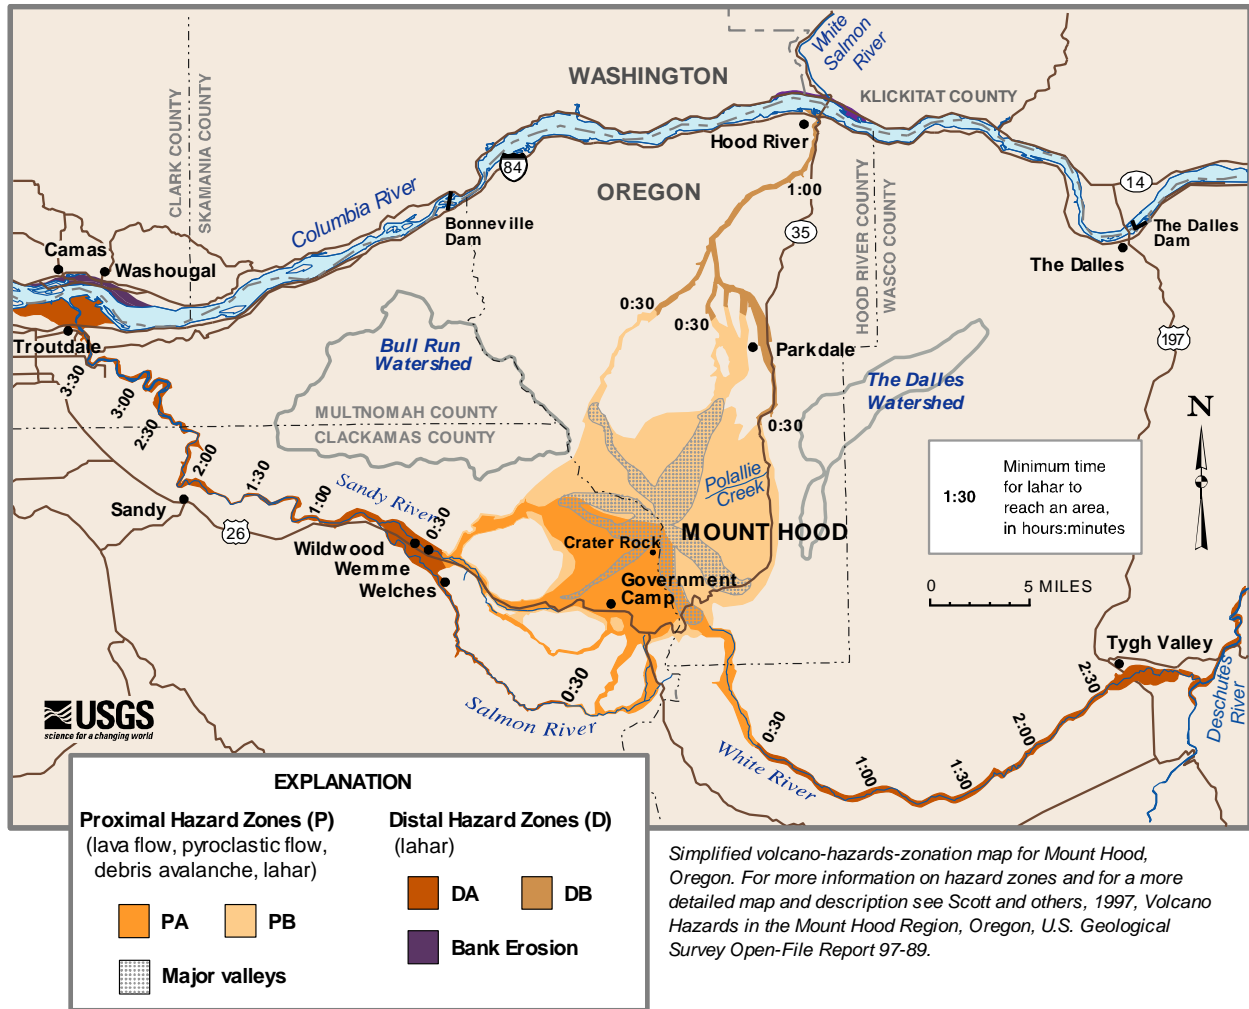 White
Salmon
River
WASHINGTON
KLICKITAT COUNTY
CLARK COUNTY
SKAMANIA COUNTY
Hood River
84
OREGON
1:00
14
Columbia River
Bonneville
Dam
35
HOOD RIVER COUNTY
WASCO COUNTY
The Dalles
Dam
The Dalles
Camas
Washougal
0:30
0:30
Troutdale
Bull Run
Watershed
Parkdale
197
The Dalles
Watershed
3:30
3:00
2:30
2:00
1:30
1:00
0:30
MULTNOMAH COUNTY
CLACKAMAS COUNTY
0:30
N
Polallie
Creek
Sandy River
Sandy
26
1:30
Minimum time
for lahar to
reach an area,
in hours:minutes
Wildwood
Wemme
Welches
Crater Rock
MOUNT HOOD
Government
Camp
0 5 MILES
Tygh Valley
0:30
Salmon River
2:30
Deschutes
River
USGS
science for a changing world
0:30
White River
1:00
1:30
2:00
EXPLANATION
Proximal Hazard Zones (P)
(lava flow, pyroclastic flow,
debris avalanche, lahar)
PA
PB
Major valleys
Distal Hazard Zones (D)
(lahar)
DA
DB
Bank Erosion
Simplified volcano-hazards-zonation map for Mount Hood,
Oregon. For more information on hazard zones and for a more
detailed map and description see Scott and others, 1997, Volcano
Hazards in the Mount Hood Region, Oregon, U.S. Geological
Survey Open-File Report 97-89.